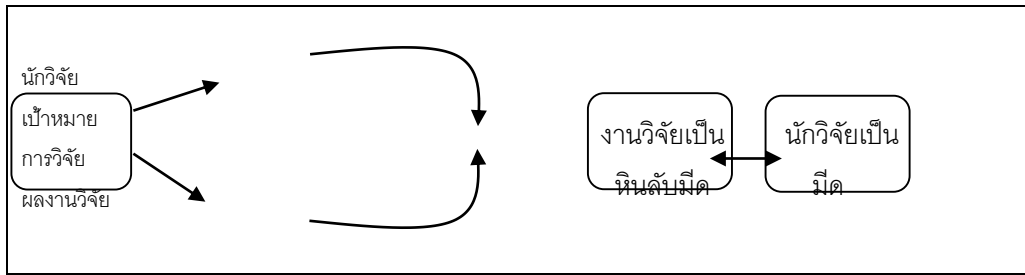 นักวิจัย
เป้าหมาย
การวิจัย
ผลงานวิจัย
งานวิจัยเป็น
หินลับมีด
นักวิจัยเป็น
มีด